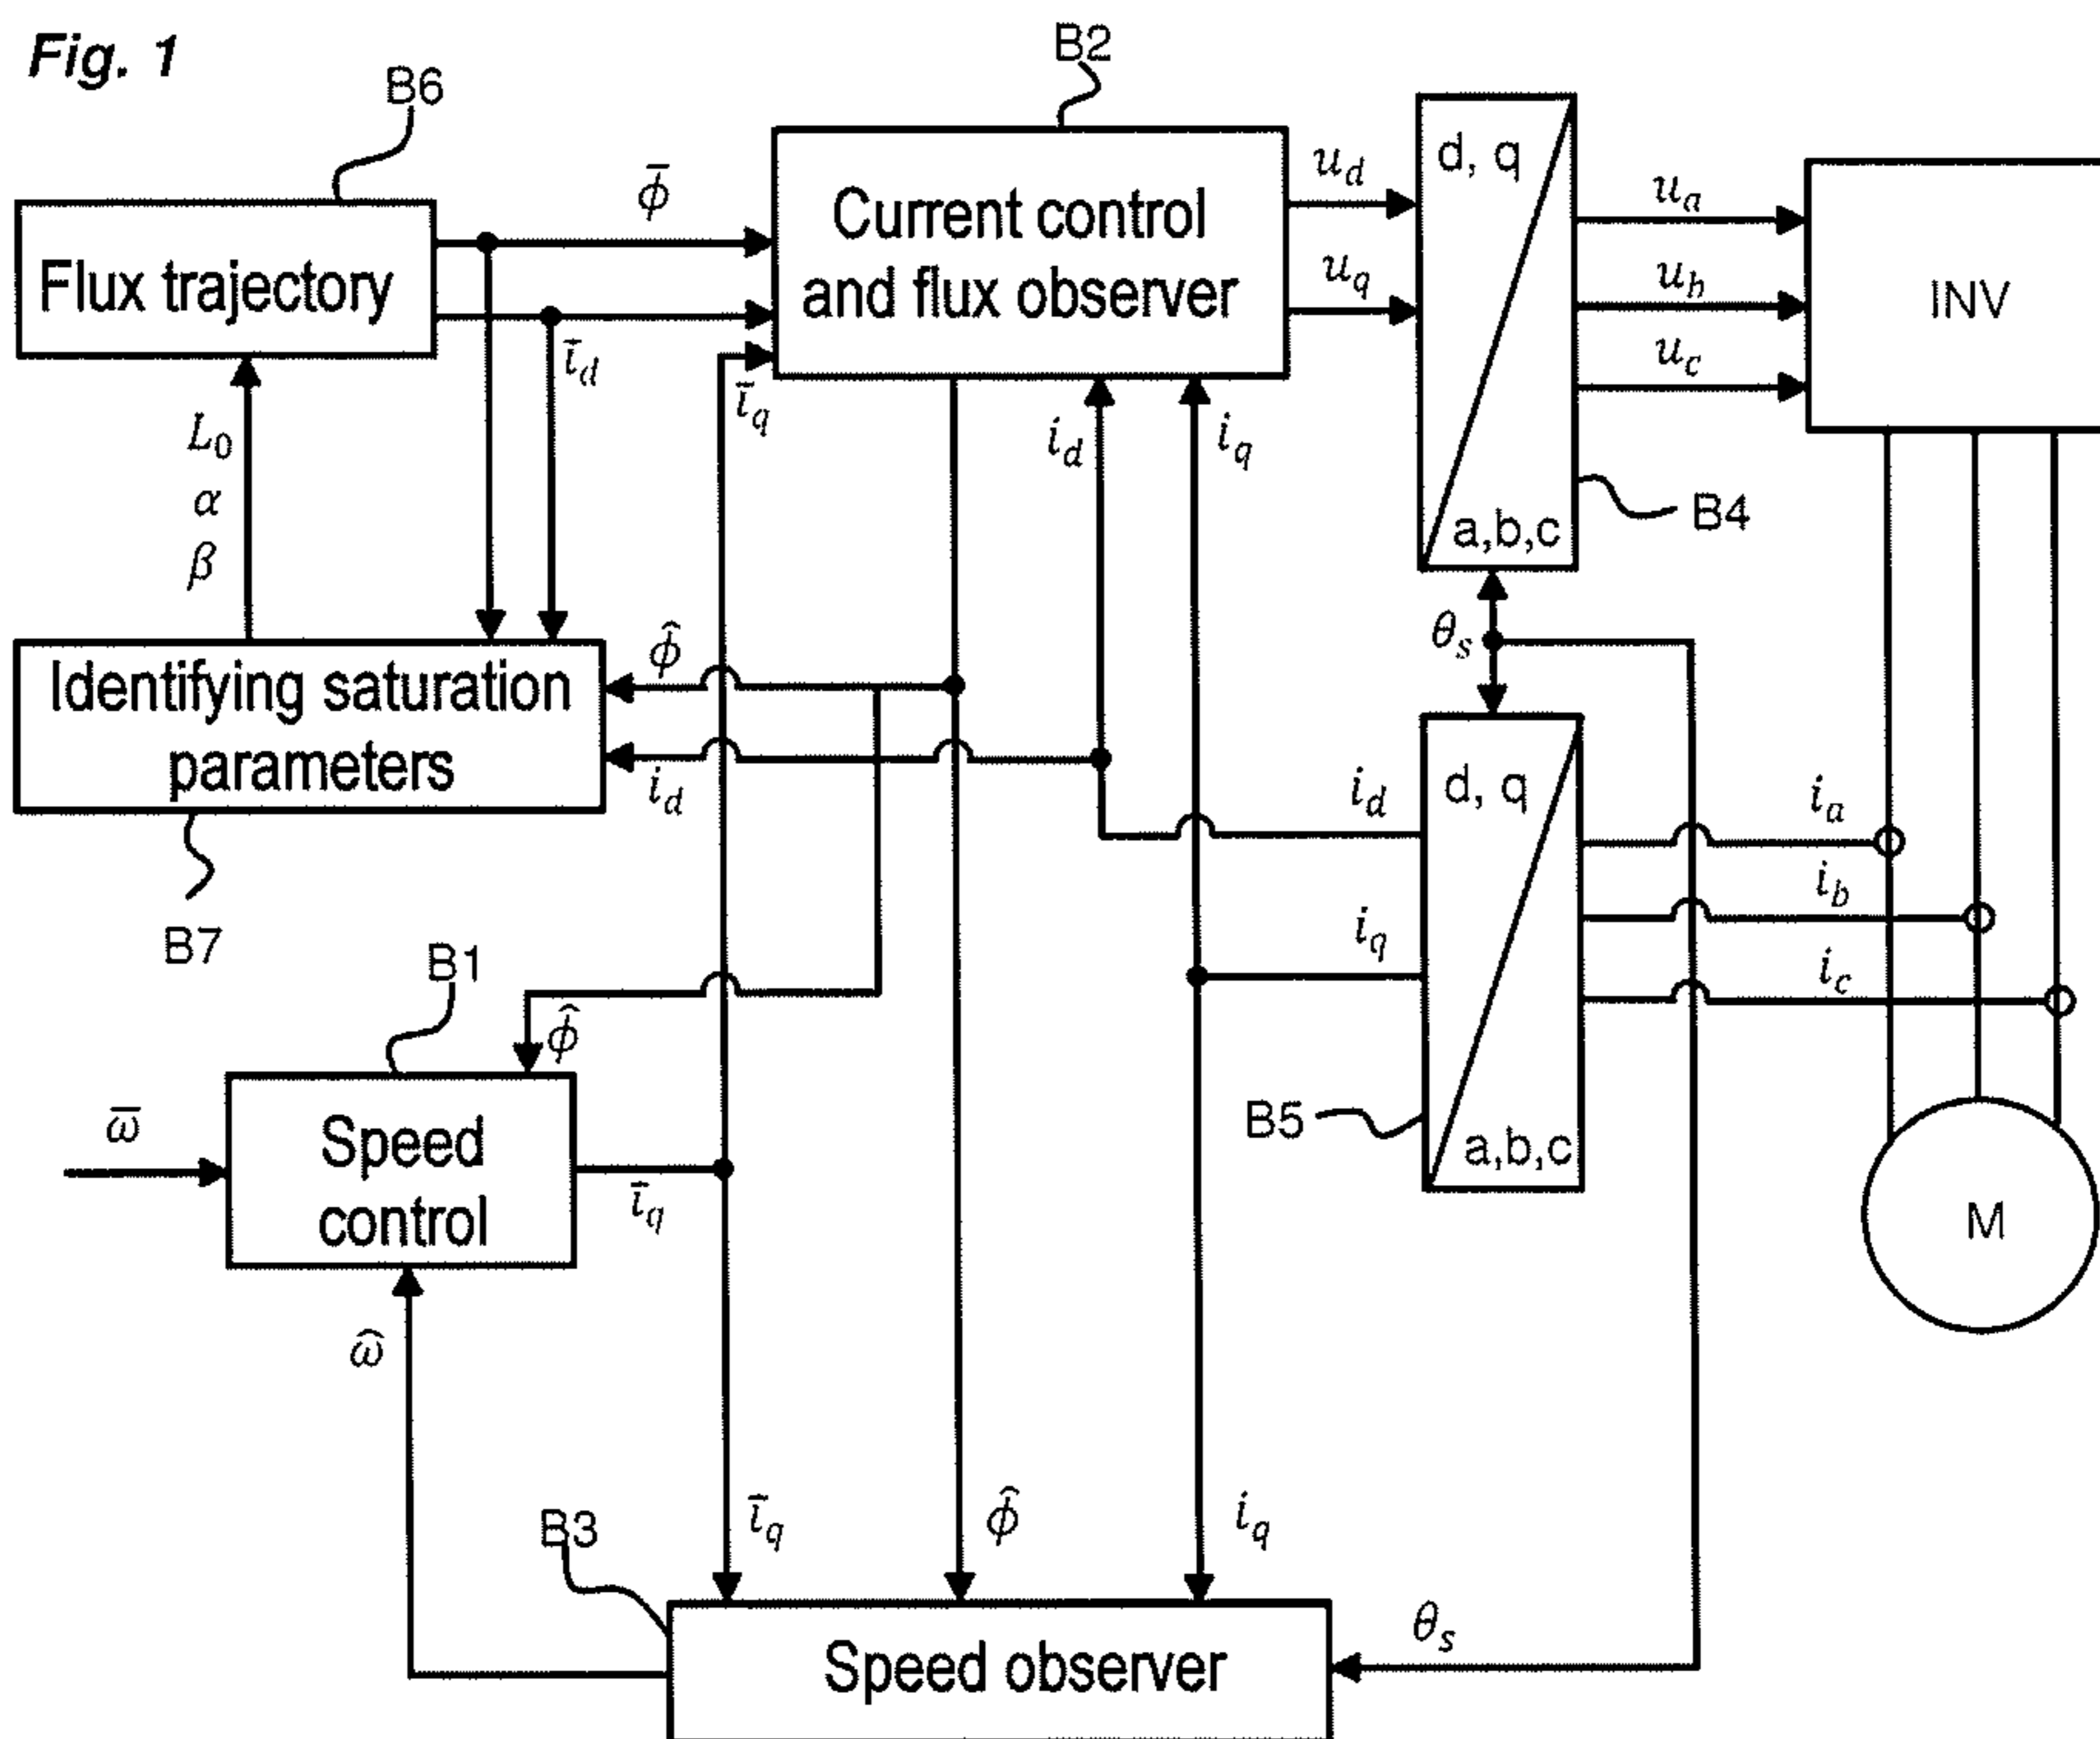 Fig. 1
B6
B2
Flux trajectory
ϕ̄
ī_d
ī_q
Current control
and flux observer
u_d
u_q
d, q
a,b,c
B4
u_a
u_b
u_c
INV
L₀
α
β
i_d
i_q
θ_s
Identifying saturation
parameters
B7
ϕ̂
i_d
i_d
i_q
d, q
a,b,c
B5
i_a
i_b
i_c
M
B1
ϕ̂
ω̄
Speed
control
ī_q
ω̂
B3
ī_q
ϕ̂
i_q
θ_s
Speed observer